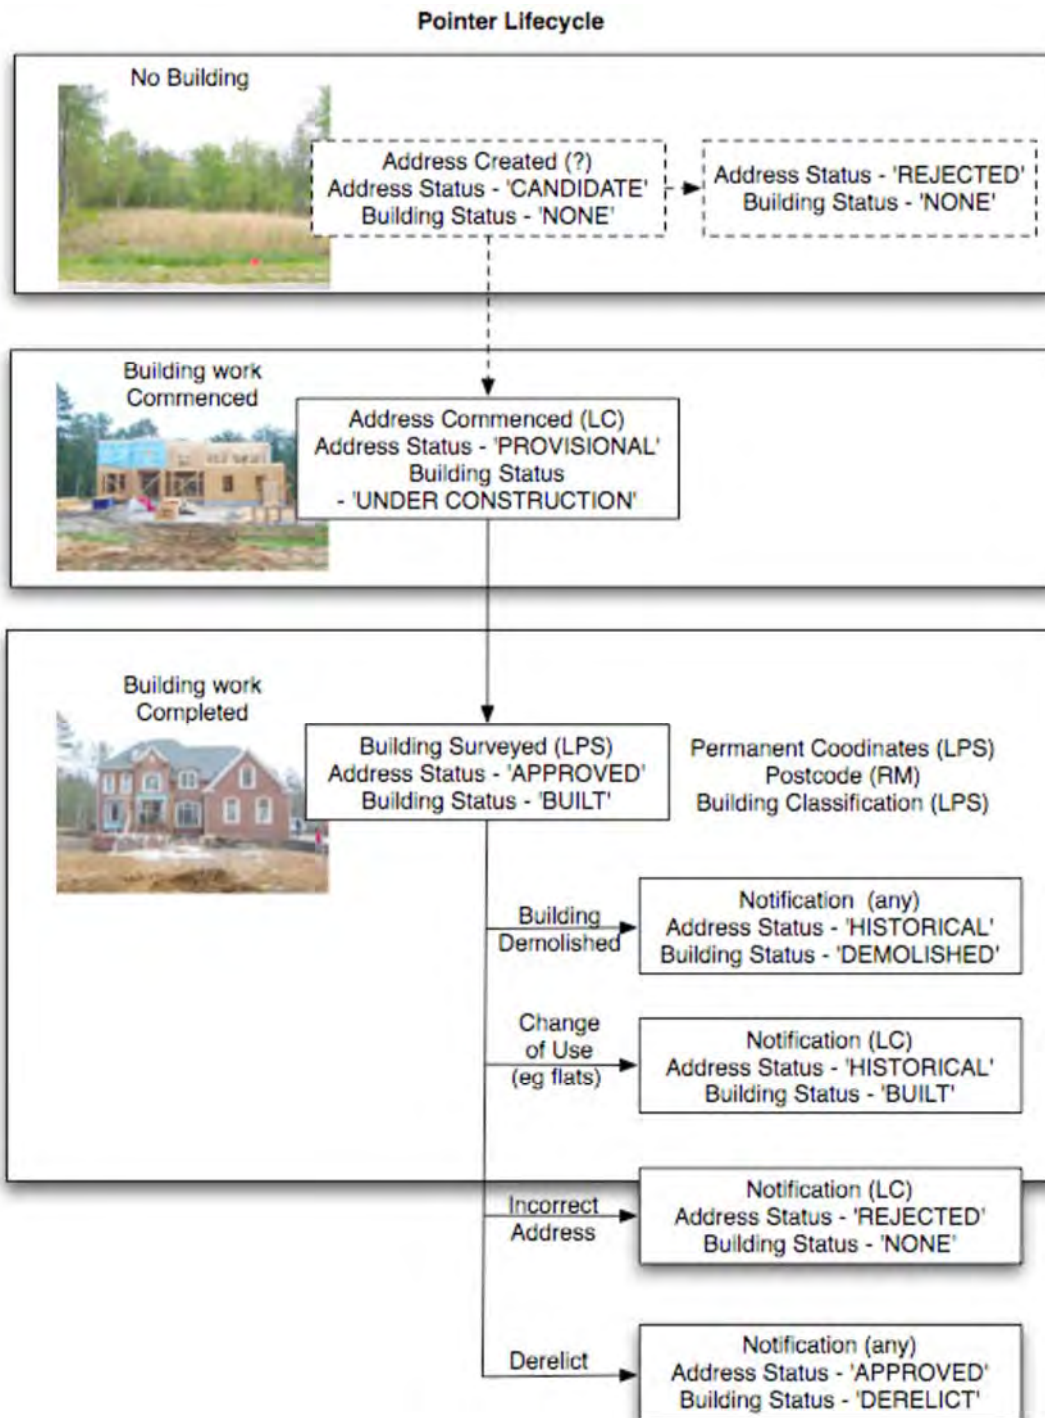 Pointer Lifecycle
No Building
Address Created (?)
Address Status - 'CANDIDATE'
Building Status - 'NONE'
Address Status - 'REJECTED'
Building Status - 'NONE'
Building work
Commenced
Address Commenced (LC)
Address Status - 'PROVISIONAL'
Building Status
- 'UNDER CONSTRUCTION'
Building work
Completed
Building Surveyed (LPS)
Address Status - 'APPROVED'
Building Status - 'BUILT'
Permanent Coodinates (LPS)
Postcode (RM)
Building Classification (LPS)
Building
Demolished
Notification (any)
Address Status - 'HISTORICAL'
Building Status - 'DEMOLISHED'
Change
of Use
(eg flats)
Notification (LC)
Address Status - 'HISTORICAL'
Building Status - 'BUILT'
Incorrect
Address
Notification (LC)
Address Status - 'REJECTED'
Building Status - 'NONE'
Derelict
Notification (any)
Address Status - 'APPROVED'
Building Status - 'DERELICT'